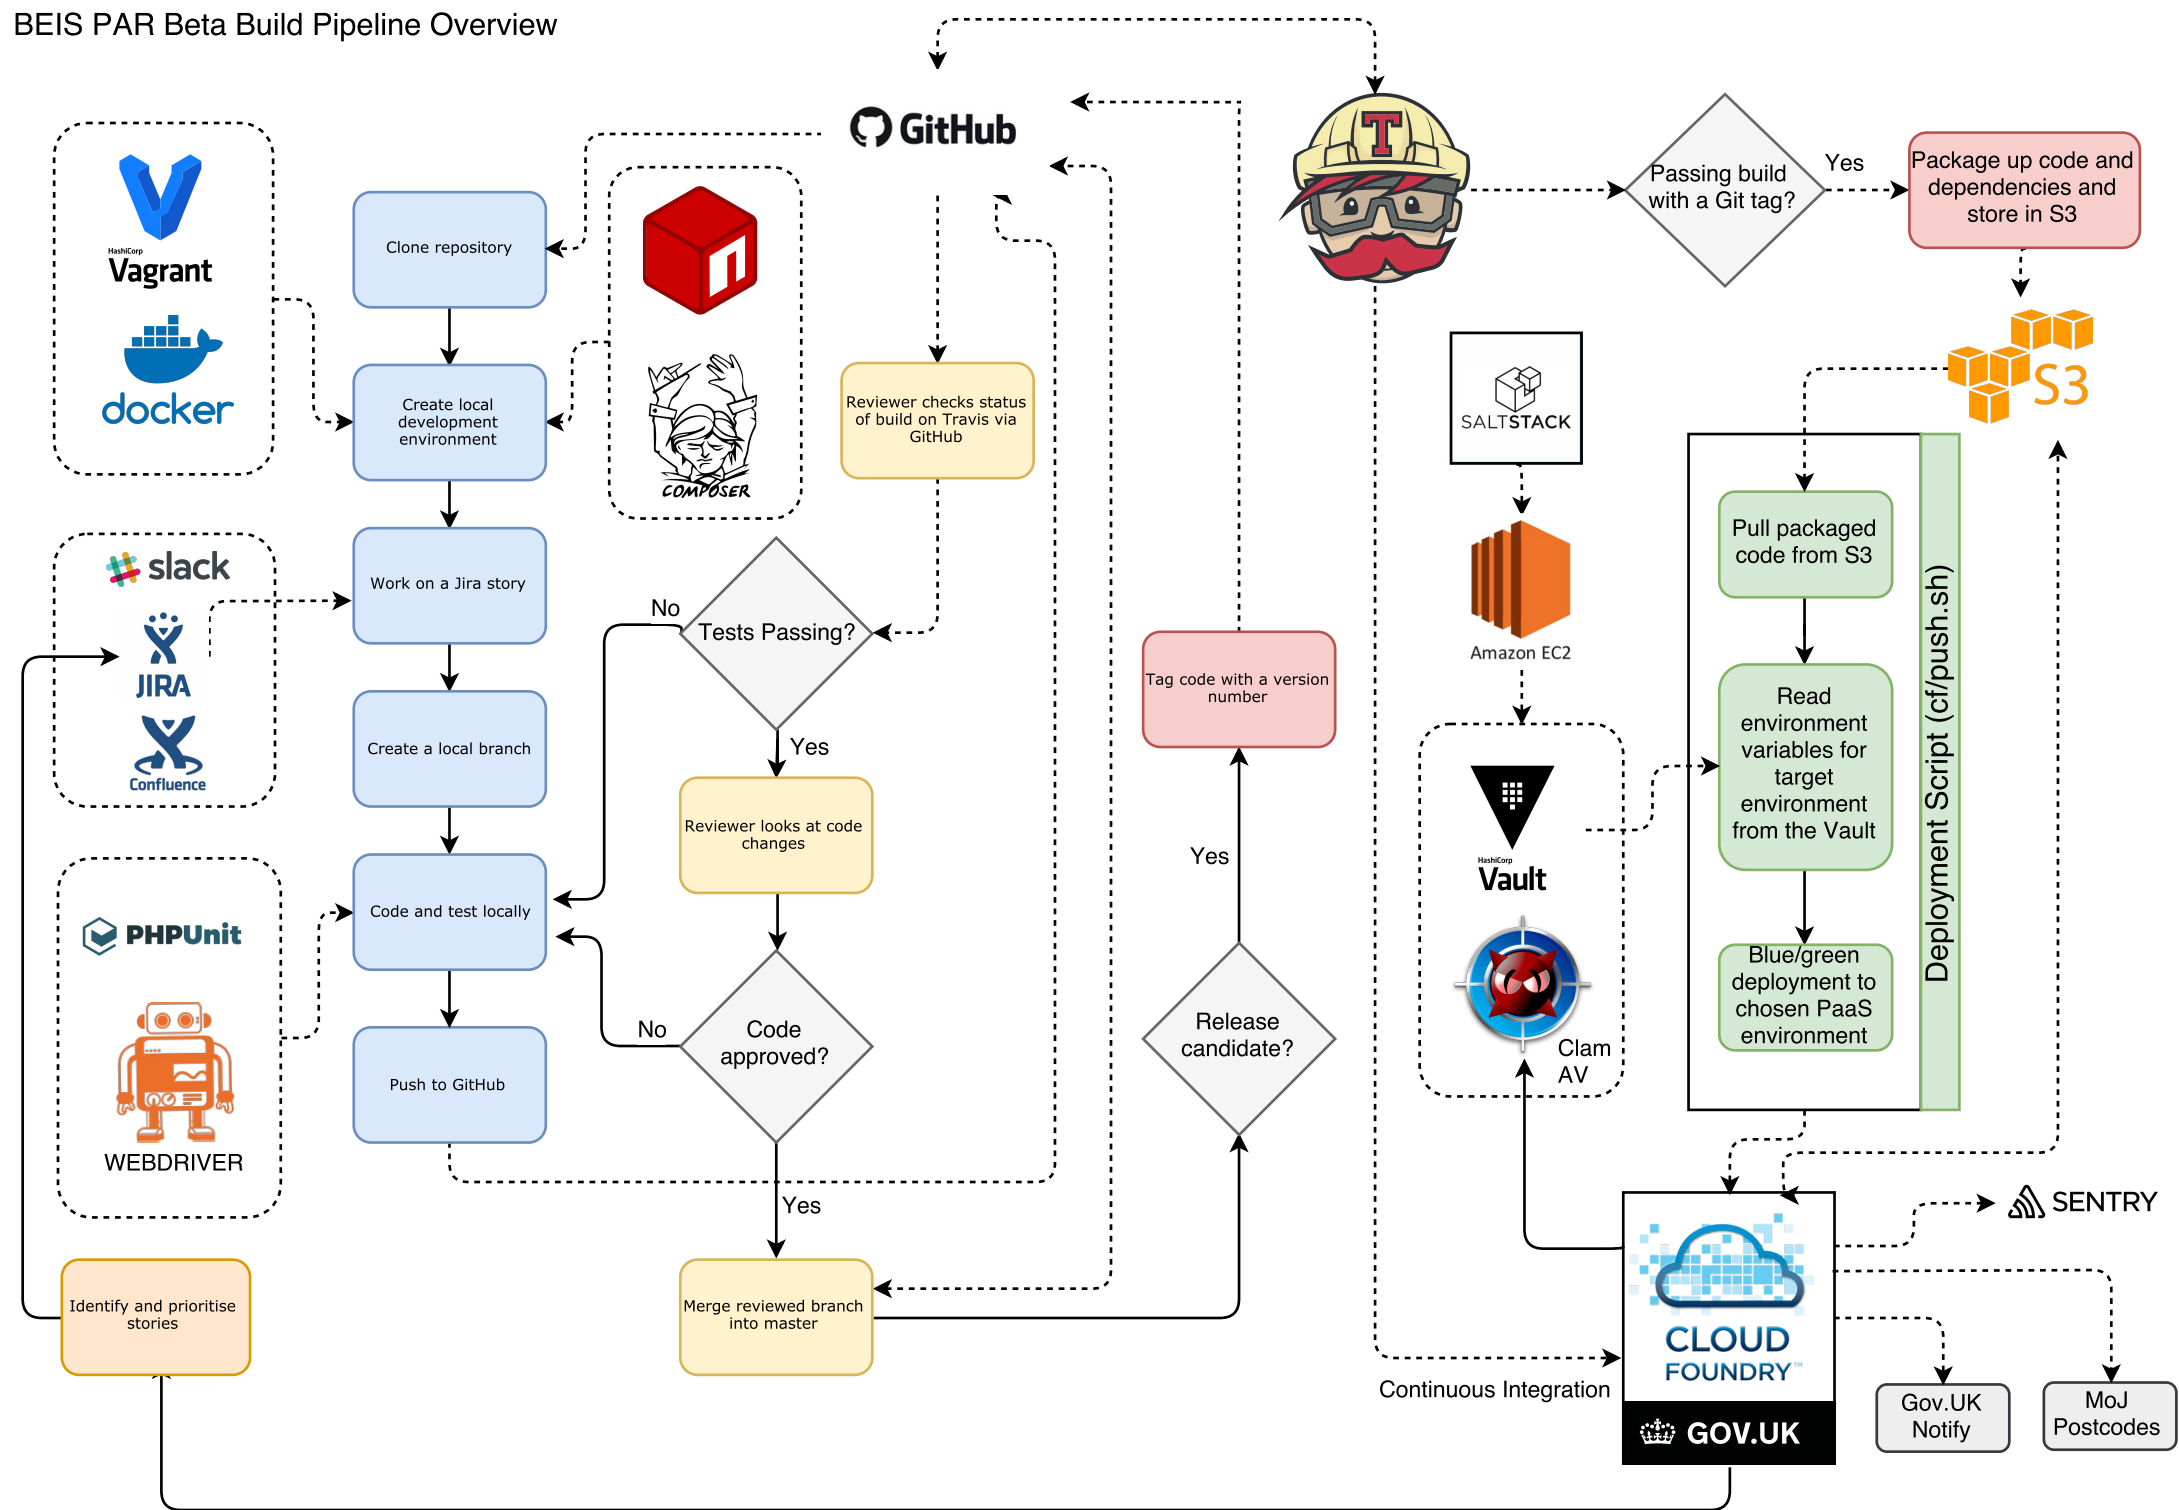 BEIS PAR Beta Build Pipeline Overview
HashiCorp
Vagrant
docker
slack
JIRA
Confluence
PHPUnit
WEBDRIVER
Identify and prioritise
stories
Clone repository
Create local
development
environment
Work on a Jira story
Create a local branch
Code and test locally
Push to GitHub
n
COMPOSER
GitHub
Reviewer checks status
of build on Travis via
GitHub
Tests Passing?
No
Yes
Reviewer looks at code
changes
Code
approved?
No
Yes
Merge reviewed branch
into master
Release
candidate?
Yes
Tag code with a version
number
T
Passing build
with a Git tag?
Yes
Package up code and
dependencies and
store in S3
S3
SALTSTACK
Amazon EC2
HashiCorp
Vault
Clam
AV
Pull packaged
code from S3
Read
environment
variables for
target
environment
from the Vault
Blue/green
deployment to
chosen PaaS
environment
Deployment Script (cf/push.sh)
Continuous Integration
CLOUD
FOUNDRY™
GOV.UK
SENTRY
Gov.UK
Notify
MoJ
Postcodes